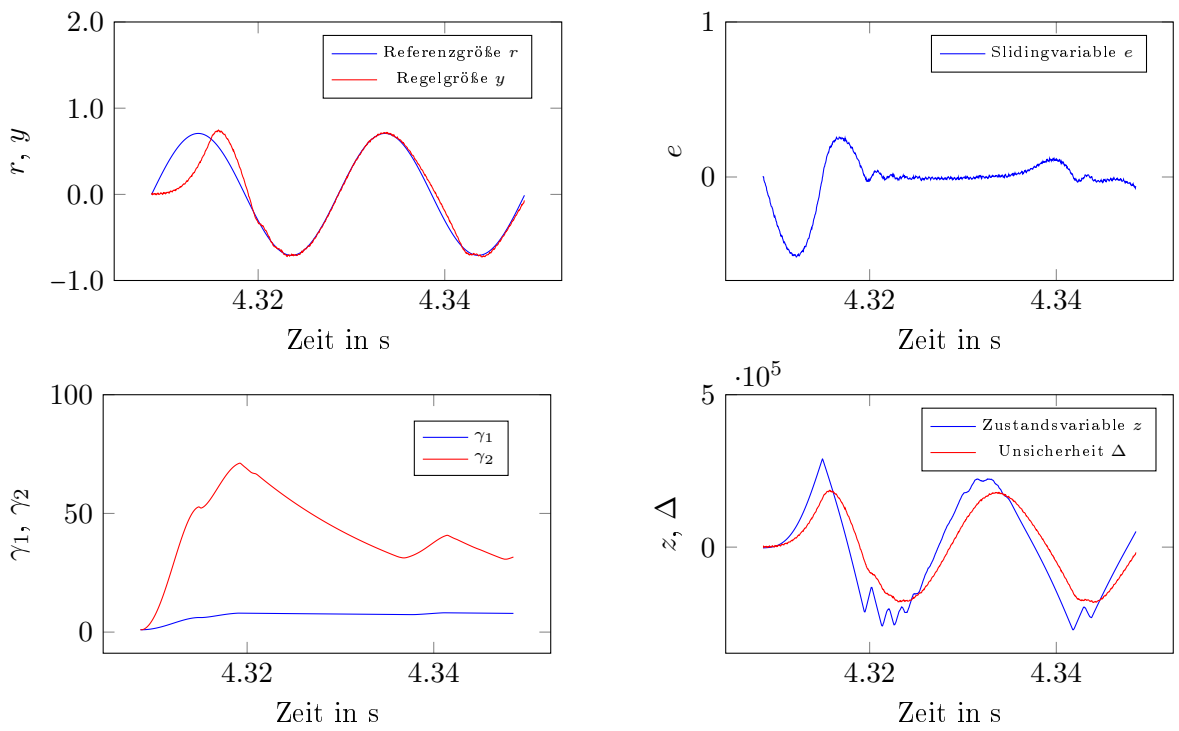 2.0
1.0
0.0
−1.0
r, y
Referenzgröße r
Regelgröße y
4.32
4.34
Zeit in s
1
0
e
Slidingvariable e
4.32
4.34
Zeit in s
100
50
0
γ1, γ2
γ1
γ2
4.32
4.34
Zeit in s
·10^5
5
0
z, Δ
Zustandsvariable z
Unsicherheit Δ
4.32
4.34
Zeit in s